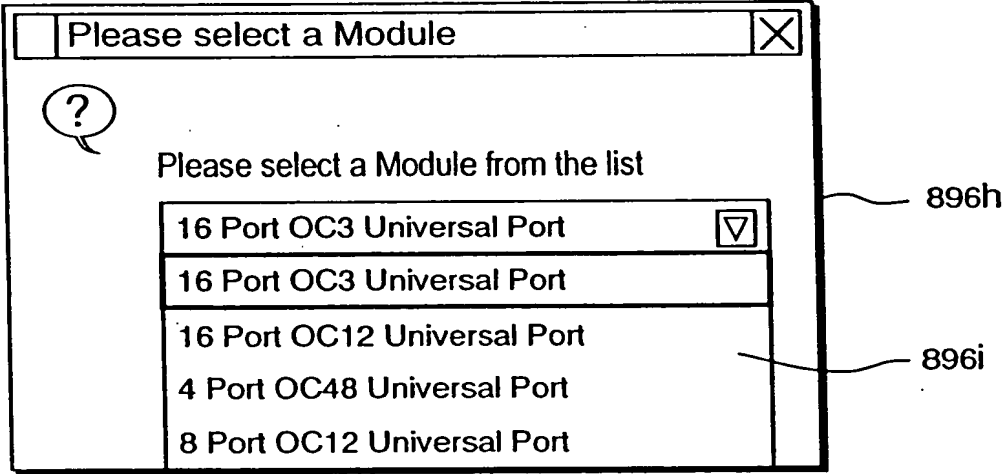 Please select a Module
?
Please select a Module from the list
896h
16 Port OC3 Universal Port
16 Port OC3 Universal Port
16 Port OC12 Universal Port
896i
4 Port OC48 Universal Port
8 Port OC12 Universal Port